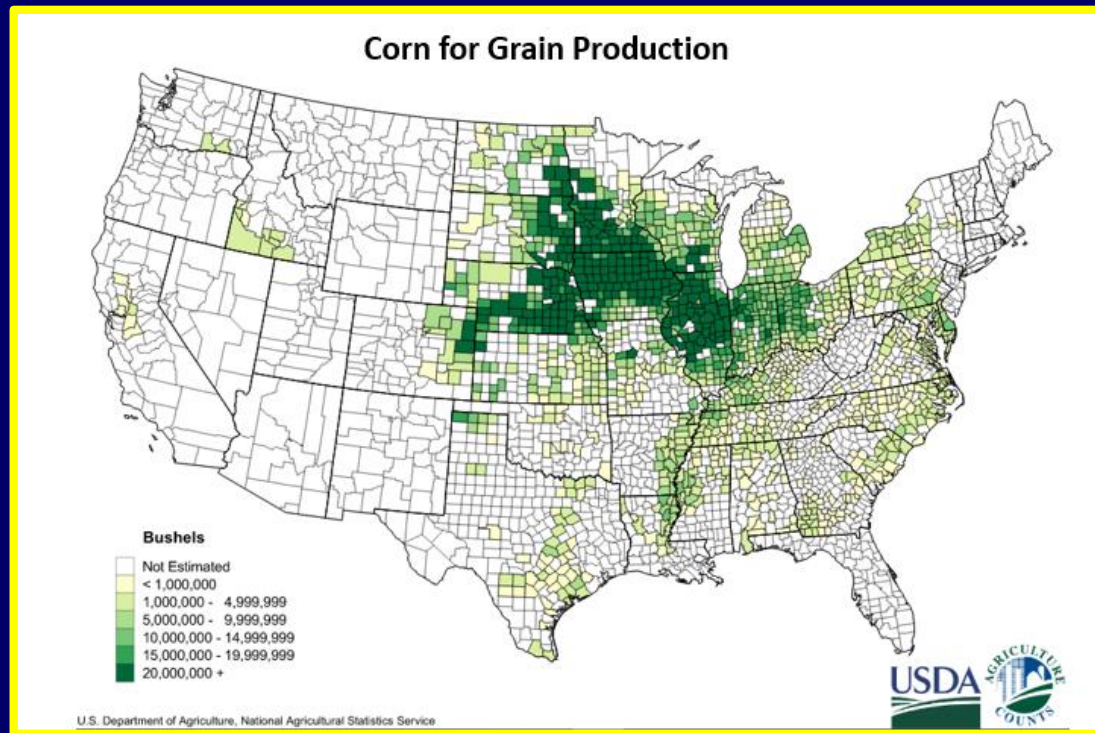 Corn for Grain Production
Bushels
Not Estimated
< 1,000,000
1,000,000 - 4,999,999
5,000,000 - 9,999,999
10,000,000 - 14,999,999
15,000,000 - 19,999,999
20,000,000 +
USDA
AGRICULTURE
COUNTS
U.S. Department of Agriculture, National Agricultural Statistics Service